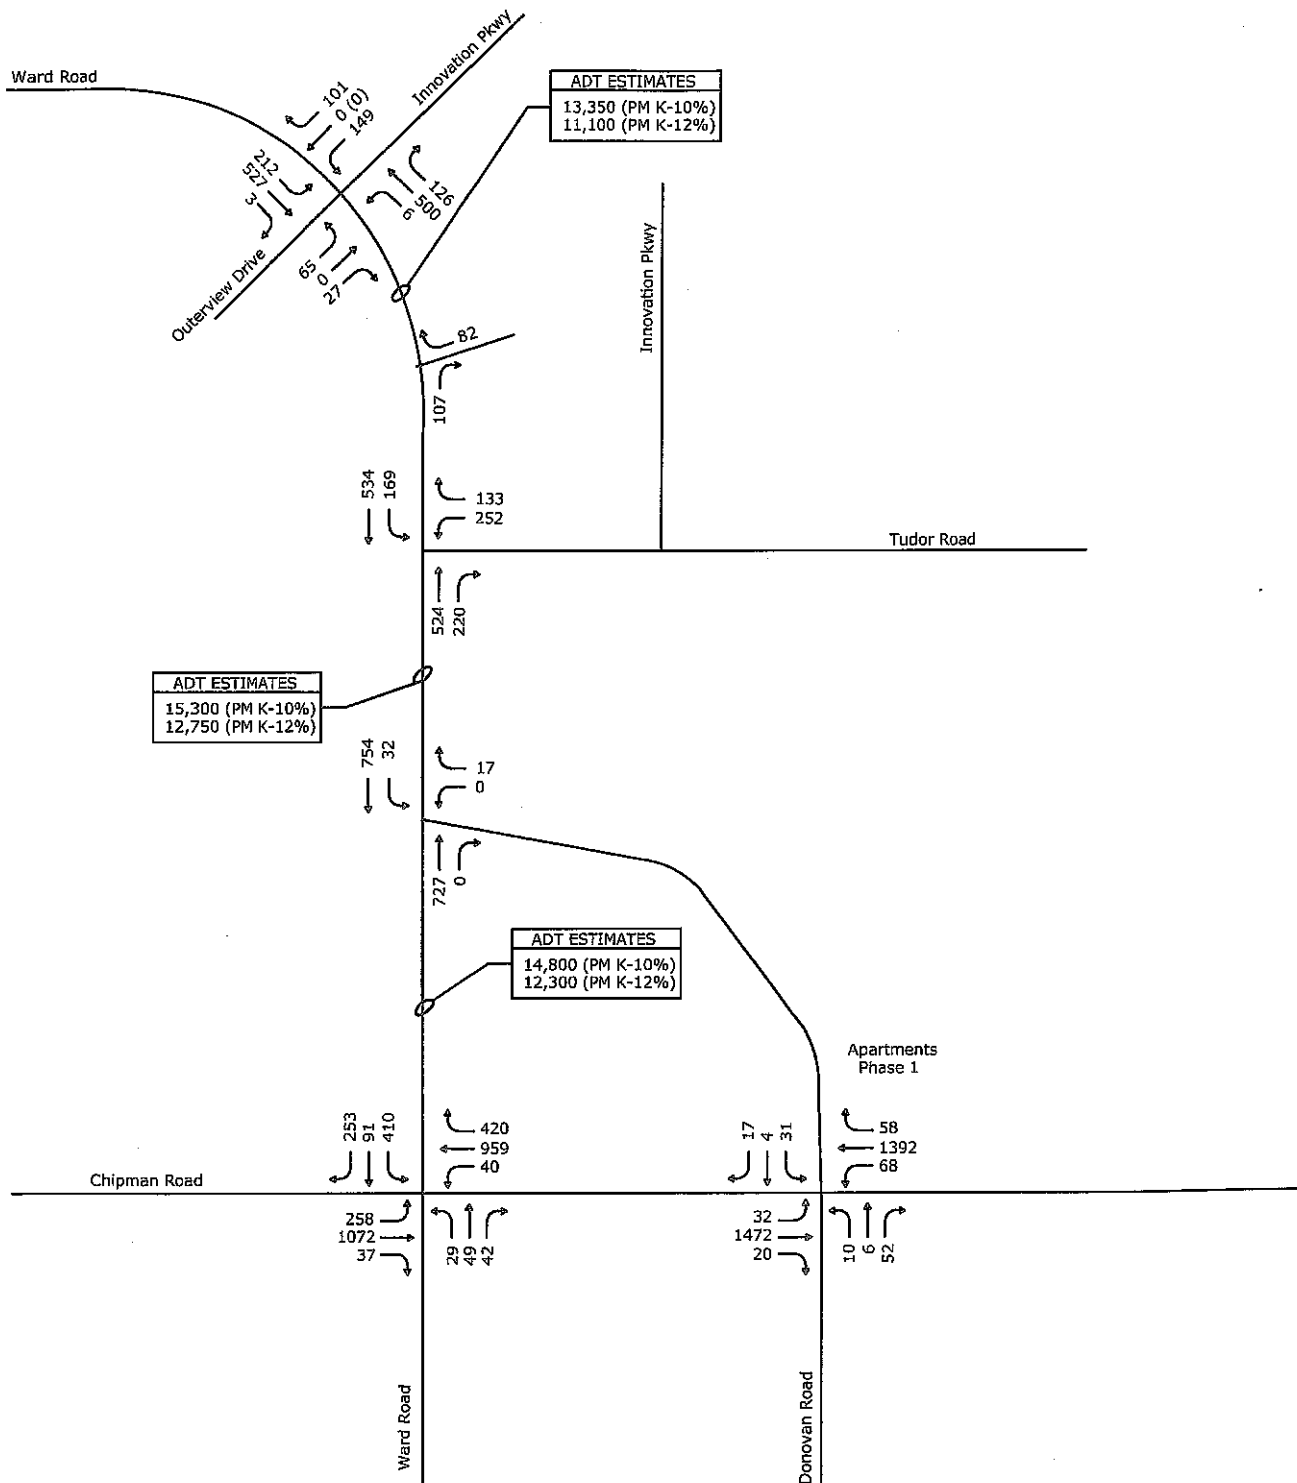 Ward Road
Innovation Pkwy
ADT ESTIMATES
13,350 (PM K-10%)
11,100 (PM K-12%)
101
0 (0)
149
212
527
3
126
500
6
Outerview Drive
65
0
27
Innovation Pkwy
82
107
534
169
133
252
Tudor Road
524
220
ADT ESTIMATES
15,300 (PM K-10%)
12,750 (PM K-12%)
754
32
17
0
727
0
ADT ESTIMATES
14,800 (PM K-10%)
12,300 (PM K-12%)
Apartments
Phase 1
253
91
410
420
959
40
17
4
31
58
1392
68
Chipman Road
258
1072
37
29
49
42
32
1472
20
10
6
52
Ward Road
Donovan Road